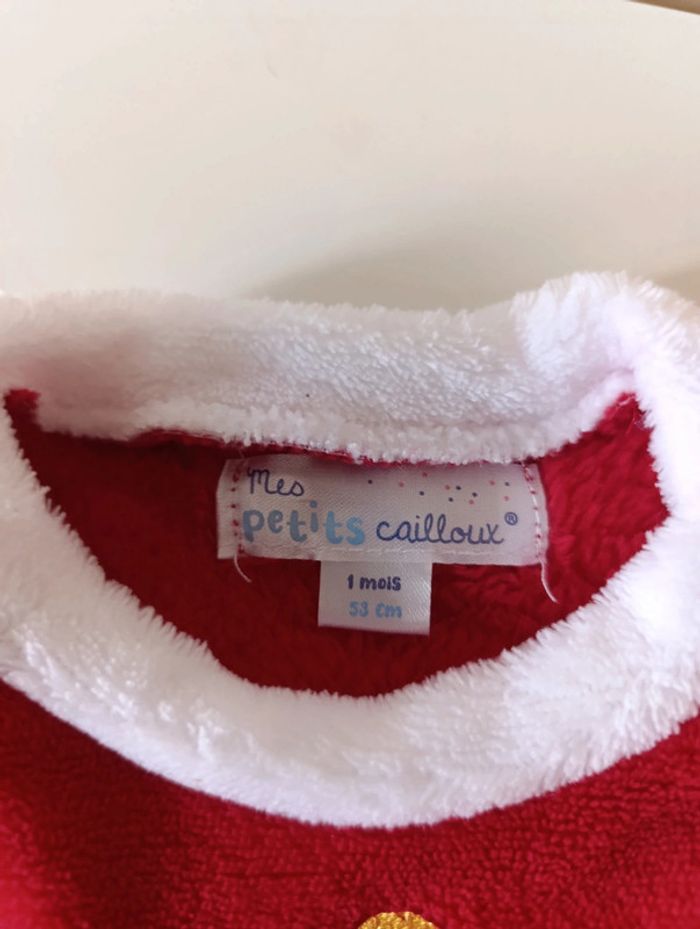 Mes
petits cailloux®
1 mois
53 cm